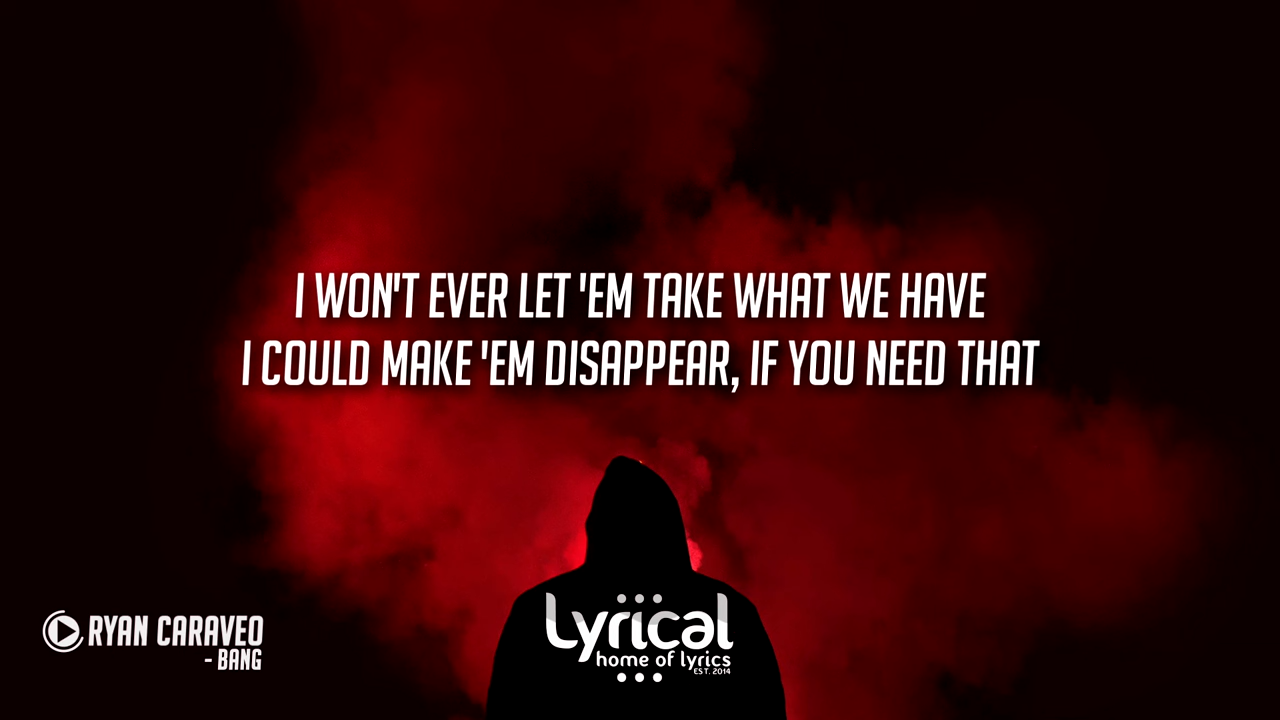 I WON'T EVER LET 'EM TAKE WHAT WE HAVE
I COULD MAKE 'EM DISAPPEAR, IF YOU NEED THAT
RYAN CARAVEO
- BANG
Lyrical
home of lyrics
EST. 2014